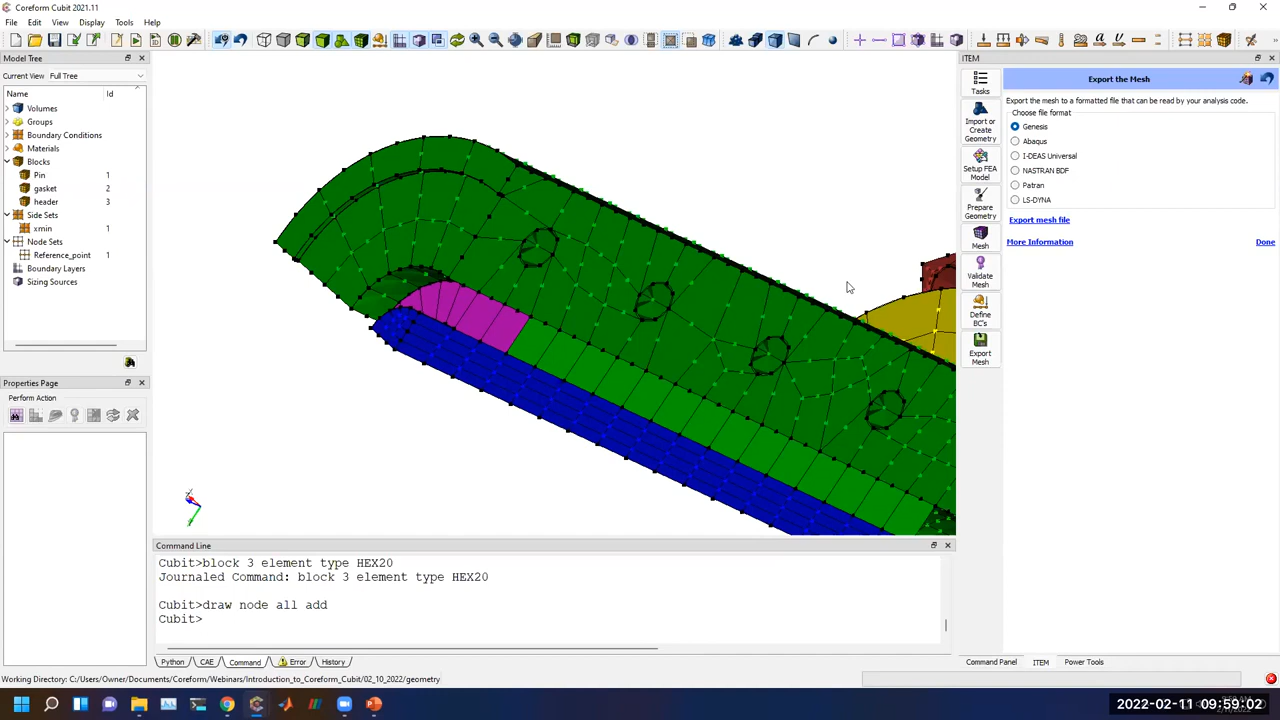 Coreform Cubit 2021.11
File Edit View Display Tools Help
Model Tree
Current View Full Tree
Name Id
Volumes
Groups
Boundary Conditions
Materials
Blocks
Pin 1
gasket 2
header 3
Side Sets
xmin 1
Node Sets
Reference_point 1
Boundary Layers
Sizing Sources
Properties Page
Perform Action
Command Line
Cubit>block 3 element type HEX20
Journaled Command: block 3 element type HEX20
Cubit>draw node all add
Cubit>
Python CAE Command Error History
ITEM
Tasks
Import or
Create
Geometry
Setup FEA
Model
Prepare
Geometry
Mesh
Validate
Mesh
Define
BC's
Export
Mesh
Export the Mesh
Export the mesh to a formatted file that can be read by your analysis code.
Choose file format
Genesis
Abaqus
I-DEAS Universal
NASTRAN BDF
Patran
LS-DYNA
Export mesh file
More Information Done
Command Panel ITEM Power Tools
Working Directory: C:/Users/Owner/Documents/Coreform/Webinars/Introduction_to_Coreform_Cubit/02_10_2022/geometry
2022-02-11 09:59:02